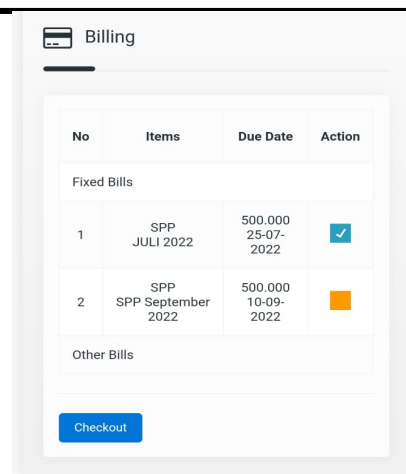 Billing
No Items Due Date Action
Fixed Bills
1 SPP JULI 2022 500.000 25-07-2022
2 SPP SPP September 2022 500.000 10-09-2022
Other Bills
Checkout